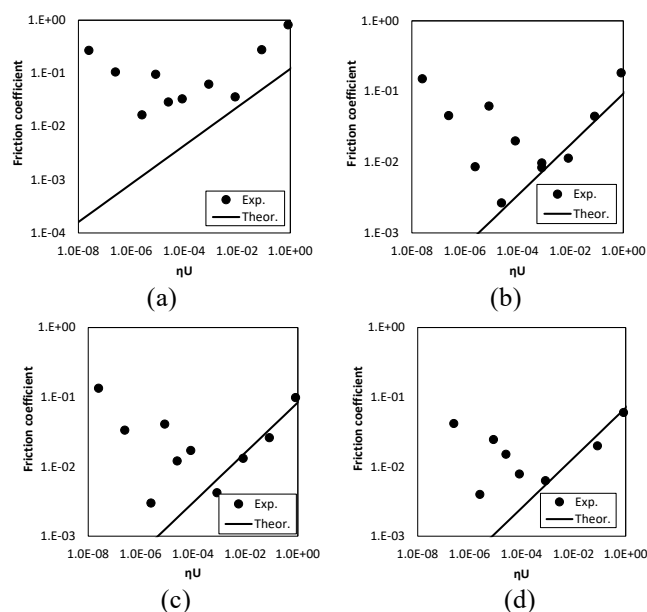 1.E+00
1.E-01
1.E-02
1.E-03
1.E-04
Friction coefficient
Exp.
Theor.
1.0E-08 1.0E-06 1.0E-04 1.0E-02 1.0E+00
ηU
(a)
1.E+00
1.E-01
1.E-02
1.E-03
Friction coefficient
Exp.
Theor.
1.0E-08 1.0E-06 1.0E-04 1.0E-02 1.0E+00
ηU
(b)
1.E+00
1.E-01
1.E-02
1.E-03
Friction coefficient
Exp.
Theor.
1.0E-08 1.0E-06 1.0E-04 1.0E-02 1.0E+00
ηU
(c)
1.E+00
1.E-01
1.E-02
1.E-03
Friction coefficient
Exp.
Theor.
1.0E-08 1.0E-06 1.0E-04 1.0E-02 1.0E+00
ηU
(d)